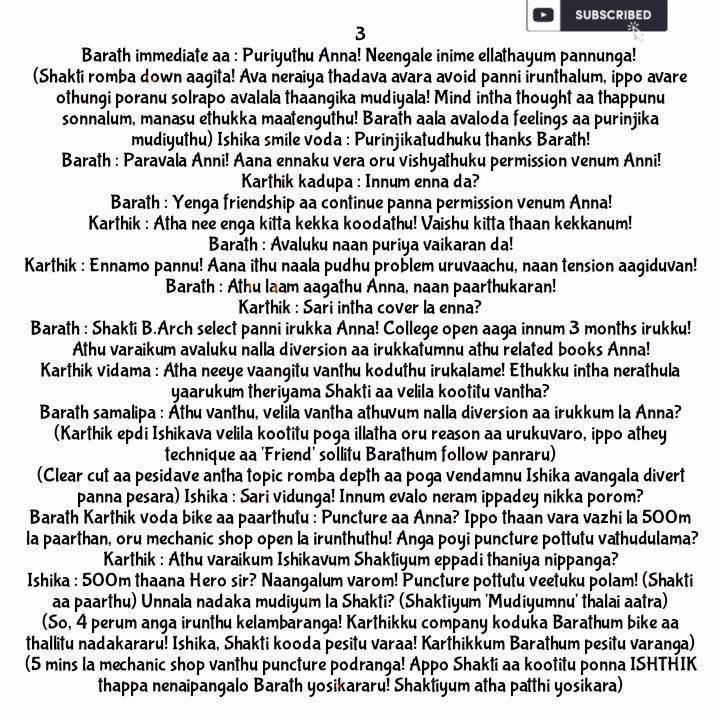 SUBSCRIBED
3
Barath immediate aa : Puriyuthu Anna! Neengale inime ellathayum pannunga!
(Shakti romba down aagita! Ava neraiya thadava avara avoid panni irunthalum, ippo avare
othungi poranu solrapo avalala thaangika mudiyala! Mind intha thought aa thappunu
sonnalum, manasu ethukka maatenguthu! Barath aala avaloda feelings aa purinjika
mudiyuthu) Ishika smile voda : Purinjikatudhuku thanks Barath!
Barath : Paravala Anni! Aana ennaku vera oru vishyathuku permission venum Anni!
Karthik kadupa : Innum enna da?
Barath : Yenga friendship aa continue panna permission venum Anna!
Karthik : Atha nee enga kitta kekka koodathu! Vaishu kitta thaan kekkanum!
Barath : Avaluku naan puriya vaikaran da!
Karthik : Ennamo pannu! Aana ithu naala pudhu problem uruvaachu, naan tension aagiduvan!
Barath : Athu laam aagathu Anna, naan paarthukaran!
Karthik : Sari intha cover la enna?
Barath : Shakti B.Arch select panni irukka Anna! College open aaga innum 3 months irukku!
Athu varaikum avaluku nalla diversion aa irukkatumnu athu related books Anna!
Karthik vidama : Atha neeye vaangitu vanthu koduthu irukalame! Ethukku intha nerathula
yaarukum theriyama Shakti aa velila kootitu vantha?
Barath samalipa : Athu vanthu, velila vantha athuvum nalla diversion aa irukkum la Anna?
(Karthik epdi Ishikava velila kootitu poga illatha oru reason aa urukuvaro, ippo athey
technique aa 'Friend' sollitu Barathum follow panraru)
(Clear cut aa pesidave antha topic romba depth aa poga vendamnu Ishika avangala divert
panna pesara) Ishika : Sari vidunga! Innum evalo neram ippadey nikka porom?
Barath Karthik voda bike aa paarthutu : Puncture aa Anna? Ippo thaan vara vazhi la 500m
la paarthan, oru mechanic shop open la irunthuthu! Anga poyi puncture pottutu vathudulama?
Karthik : Athu varaikum Ishikavum Shaktiyum eppadi thaniya nippanga?
Ishika : 500m thaana Hero sir? Naangalum varom! Puncture pottutu veetuku polam! (Shakti
aa paarthu) Unnala nadaka mudiyum la Shakti? (Shaktiyum 'Mudiyumnu' thalai aatra)
(So, 4 perum anga irunthu kelambaranga! Karthikku company koduka Barathum bike aa
thallitu nadakararu! Ishika, Shakti kooda pesitu varaa! Karthikkum Barathum pesitu varanga)
(5 mins la mechanic shop vanthu puncture podranga! Appo Shakti aa kootitu ponna ISHTHIK
thappa nenaipangalo Barath yosikararu! Shaktiyum atha patthi yosikara)